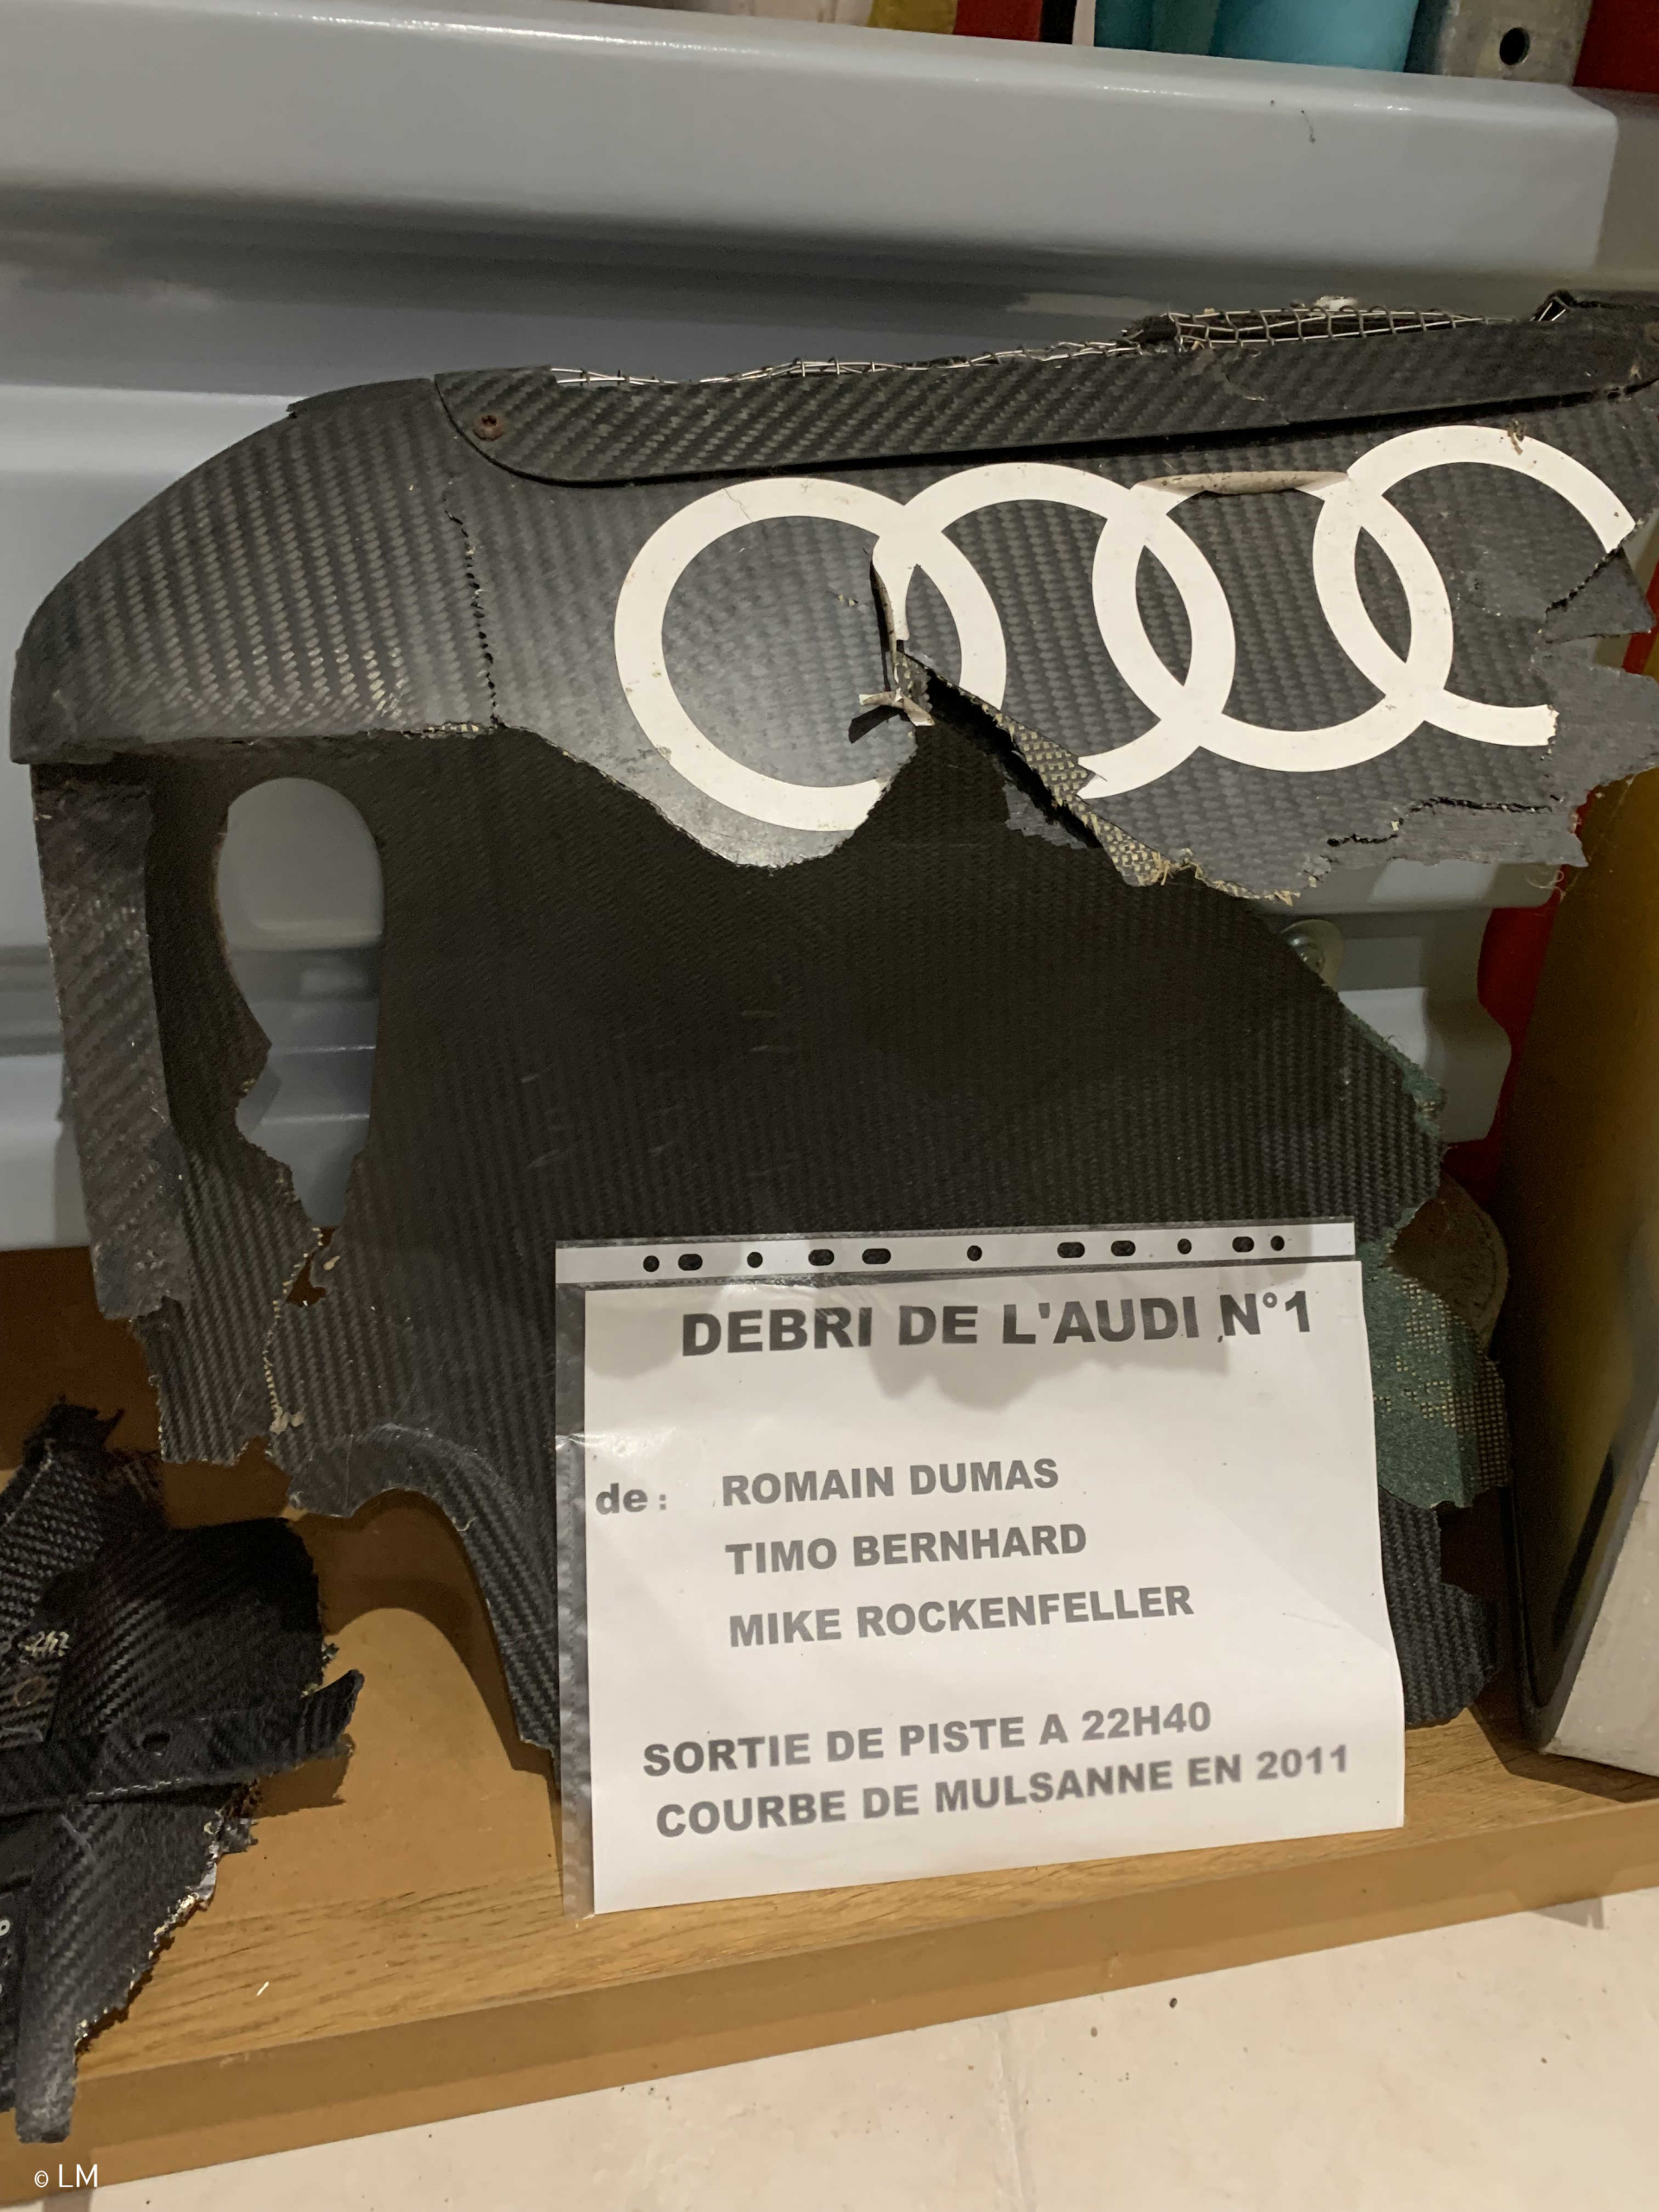 DEBRI DE L'AUDI N°1
de : ROMAIN DUMAS
TIMO BERNHARD
MIKE ROCKENFELLER
SORTIE DE PISTE A 22H40
COURBE DE MULSANNE EN 2011
© LM